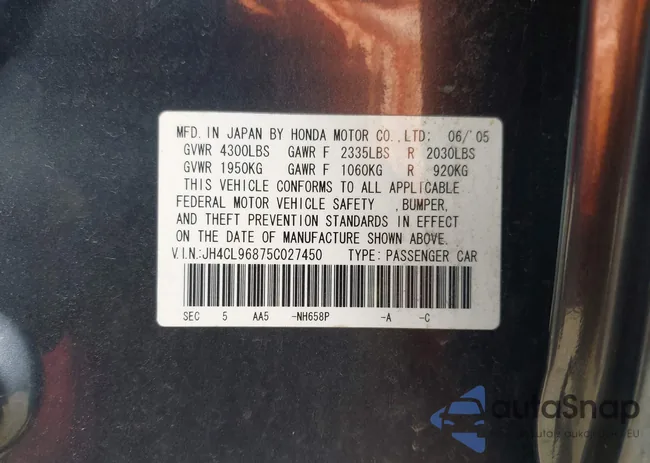 MFD. IN JAPAN BY HONDA MOTOR CO., LTD: 06/'05
GVWR 4300LBS GAWR F 2335LBS R 2030LBS
GVWR 1950KG GAWR F 1060KG R 920KG
THIS VEHICLE CONFORMS TO ALL APPLICABLE
FEDERAL MOTOR VEHICLE SAFETY ,BUMPER,
AND THEFT PREVENTION STANDARDS IN EFFECT
ON THE DATE OF MANUFACTURE SHOWN ABOVE.
V.I.N.:JH4CL96875C027450 TYPE: PASSENGER CAR
SEC 5 AA5 -NH658P -A -C
autoSnap